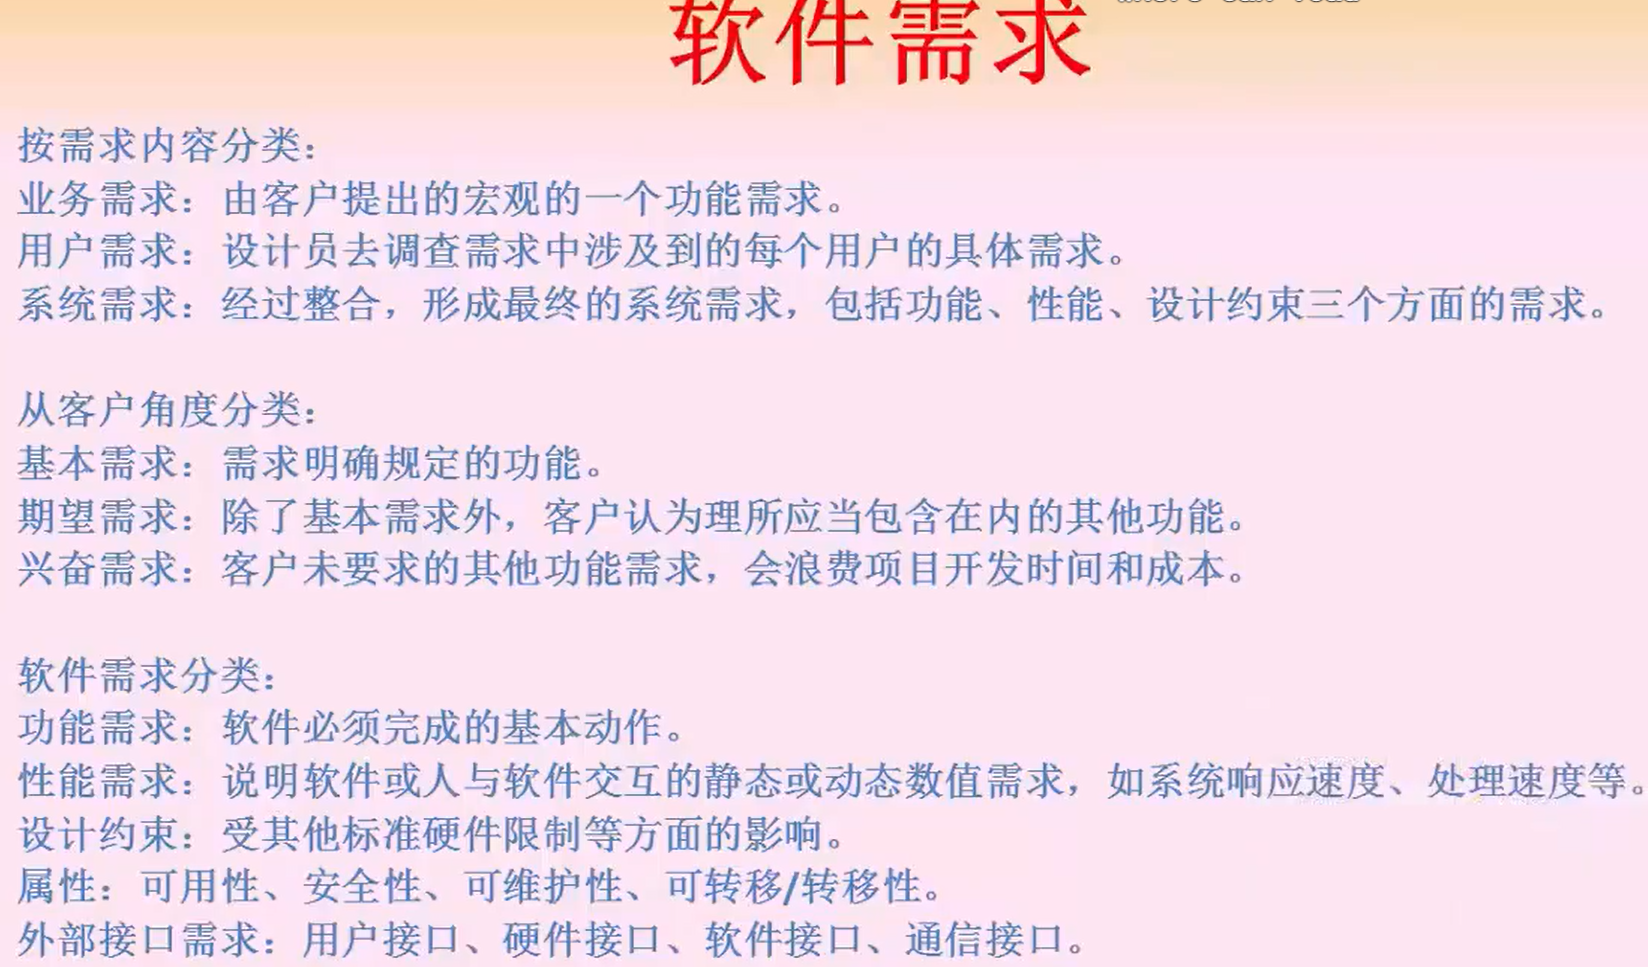 软件需求
按需求内容分类：
业务需求：由客户提出的宏观的一个功能需求。
用户需求：设计员去调查需求中涉及到的每个用户的具体需求。
系统需求：经过整合，形成最终的系统需求，包括功能、性能、设计约束三个方面的需求。
从客户角度分类：
基本需求：需求明确规定的功能。
期望需求：除了基本需求外，客户认为理所应当包含在内的其他功能。
兴奋需求：客户未要求的其他功能需求，会浪费项目开发时间和成本。
软件需求分类：
功能需求：软件必须完成的基本动作。
性能需求：说明软件或人与软件交互的静态或动态数值需求，如系统响应速度、处理速度等。
设计约束：受其他标准硬件限制等方面的影响。
属性：可用性、安全性、可维护性、可转移/转移性。
外部接口需求：用户接口、硬件接口、软件接口、通信接口。